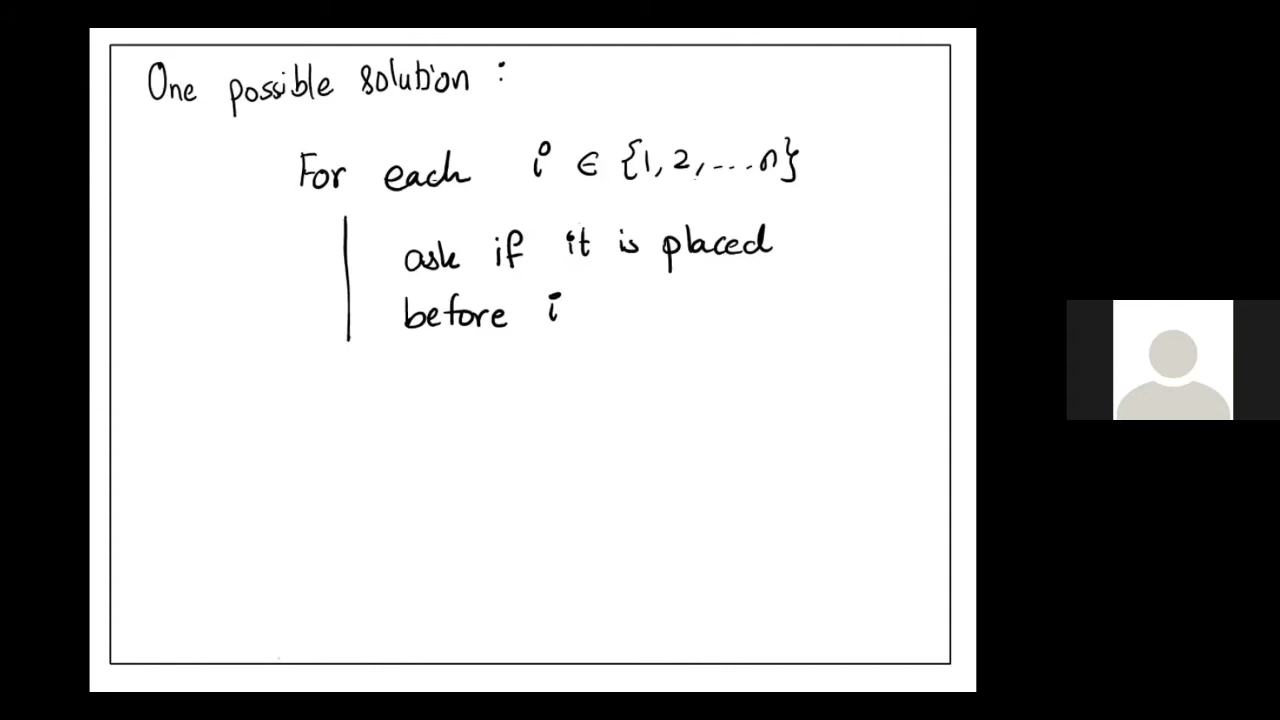 One possible solution :
For each i ∈ {1, 2, ... n}
ask if it is placed
before i